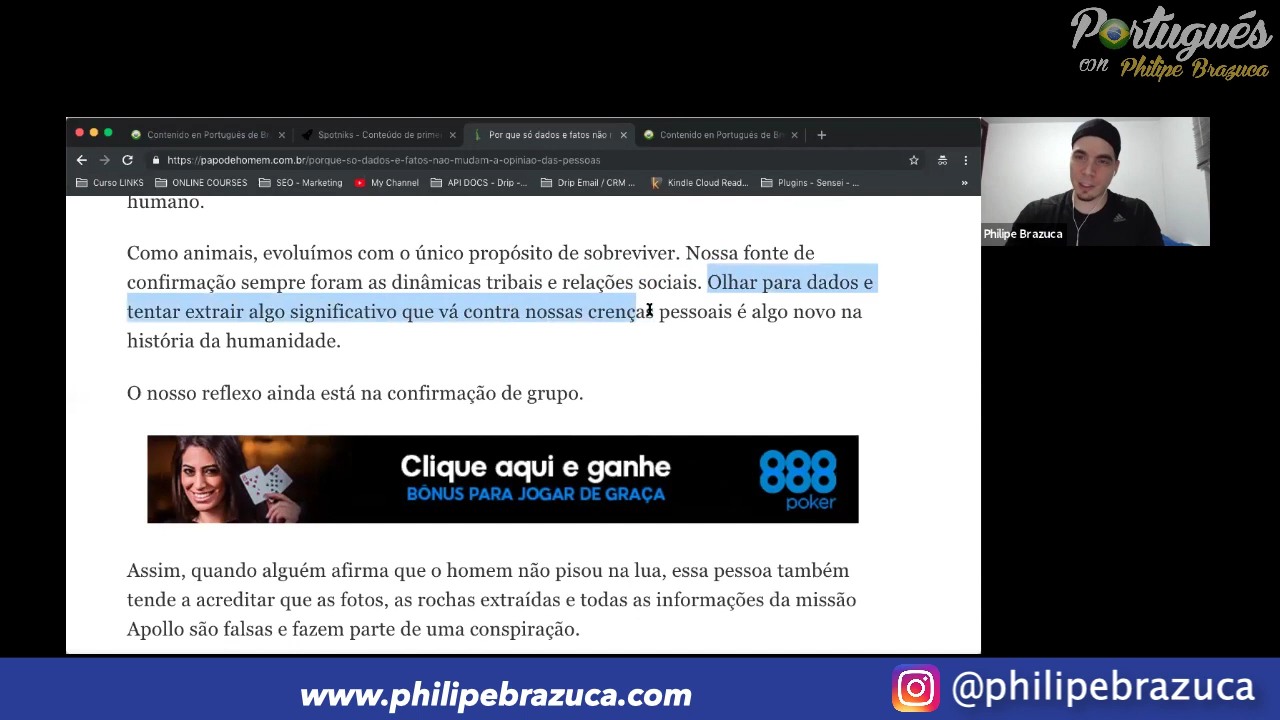 Portugués
con Philipe Brazuca
Contenido en Português de B
Spotniks - Conteúdo de prime
Por que só dados e fatos não
Contenido en Português de B
https://papodehomem.com.br/porque-so-dados-e-fatos-nao-mudam-a-opiniao-das-pessoas
Curso LINKS
ONLINE COURSES
SEO - Marketing
My Channel
API DOCS - Drip -...
Drip Email / CRM ...
Kindle Cloud Read...
Plugins - Sensei - ...
»
Philipe Brazuca
humano.
Como animais, evoluímos com o único propósito de sobreviver. Nossa fonte de
confirmação sempre foram as dinâmicas tribais e relações sociais. Olhar para dados e
tentar extrair algo significativo que vá contra nossas crenças pessoais é algo novo na
história da humanidade.
O nosso reflexo ainda está na confirmação de grupo.
Clique aqui e ganhe
BÔNUS PARA JOGAR DE GRAÇA
888
poker
Assim, quando alguém afirma que o homem não pisou na lua, essa pessoa também
tende a acreditar que as fotos, as rochas extraídas e todas as informações da missão
Apollo são falsas e fazem parte de uma conspiração.
www.philipebrazuca.com
@philipebrazuca